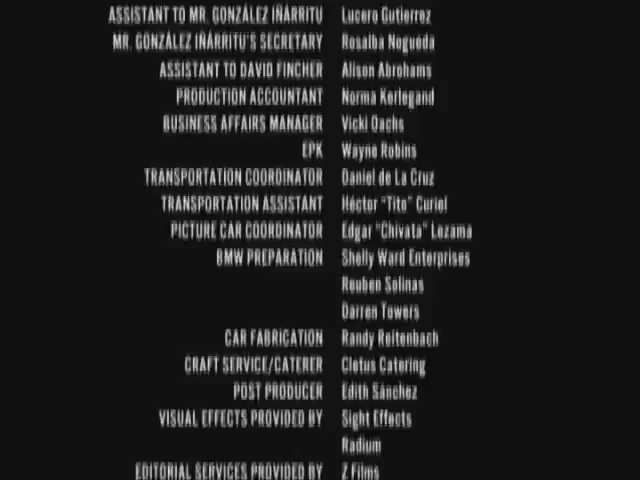 ASSISTANT TO MR. GONZÁLEZ IÑÁRRITU Lucero Gutierrez
MR. GONZÁLEZ IÑÁRRITU'S SECRETARY Rosalba Nogueda
ASSISTANT TO DAVID FINCHER Alison Abrohams
PRODUCTION ACCOUNTANT Norma Kerlegand
BUSINESS AFFAIRS MANAGER Vicki Oachs
EPK Wayne Robins
TRANSPORTATION COORDINATOR Daniel de La Cruz
TRANSPORTATION ASSISTANT Héctor "Tito" Curiel
PICTURE CAR COORDINATOR Edgar "Chivata" Lezama
BMW PREPARATION Shelly Ward Enterprises
Reuben Solinas
Darren Towers
CAR FABRICATION Randy Reitenbach
CRAFT SERVICE/CATERER Cletus Catering
POST PRODUCER Edith Sánchez
VISUAL EFFECTS PROVIDED BY Sight Effects
Radium
EDITORIAL SERVICES PROVIDED BY Z Films